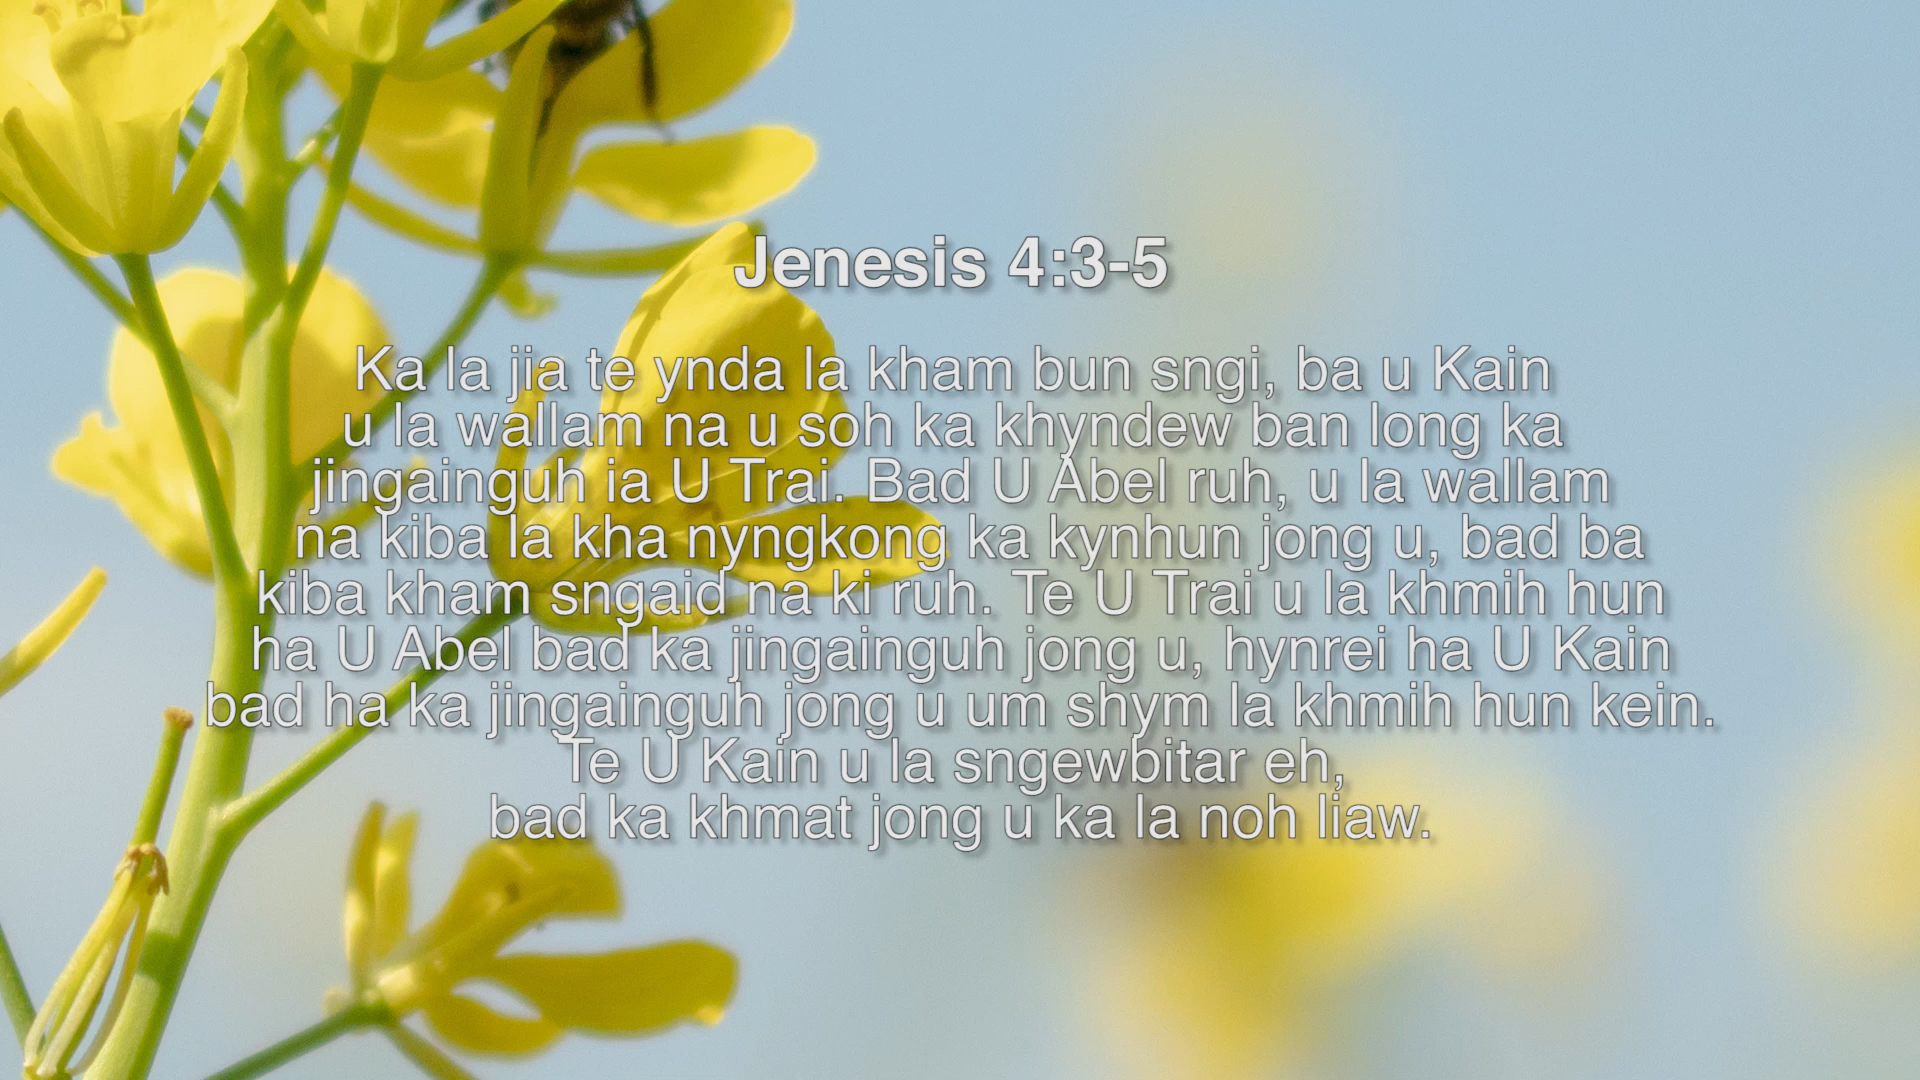 Jenesis 4:3-5
Ka la jia te ynda la kham bun sngi, ba u Kain
u la wallam na u soh ka khyndew ban long ka
jingainguh ia U Trai. Bad U Abel ruh, u la wallam
na kiba la kha nyngkong ka kynhun jong u, bad ba
kiba kham sngaid na ki ruh. Te U Trai u la khmih hun
ha U Abel bad ka jingainguh jong u, hynrei ha U Kain
bad ha ka jingainguh jong u um shym la khmih hun kein.
Te U Kain u la sngewbitar eh,
bad ka khmat jong u ka la noh liaw.